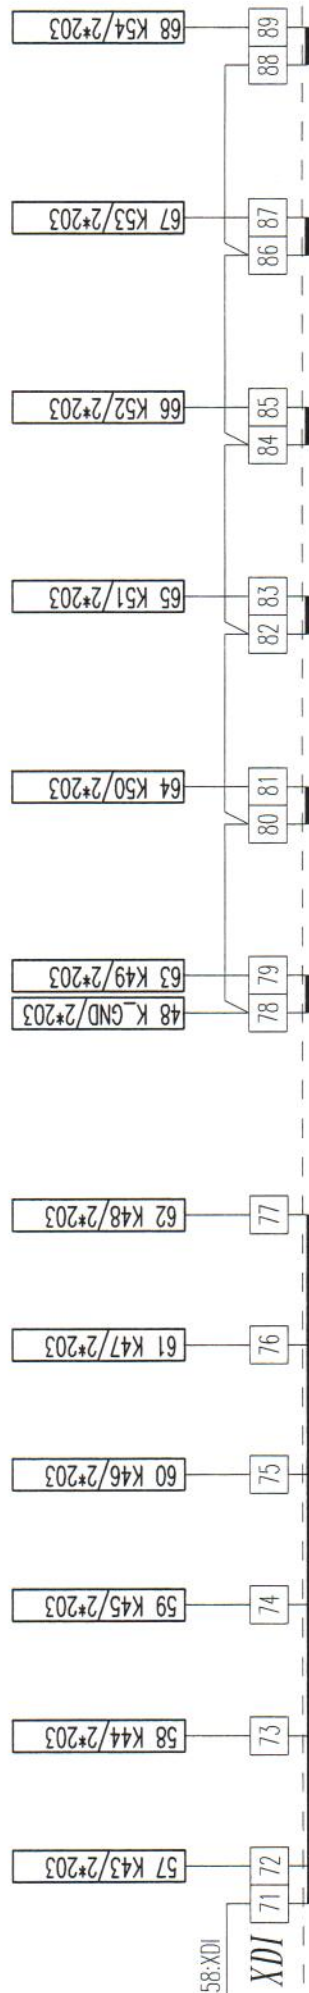 68 K54/2*203
89
88
67 K53/2*203
87
86
66 K52/2*203
85
84
65 K51/2*203
83
82
64 K50/2*203
81
80
63 K49/2*203
79
48 K_GND/2*203
78
62 K48/2*203
77
61 K47/2*203
76
60 K46/2*203
75
59 K45/2*203
74
58 K44/2*203
73
57 K43/2*203
72
71
58:XDI
XDI